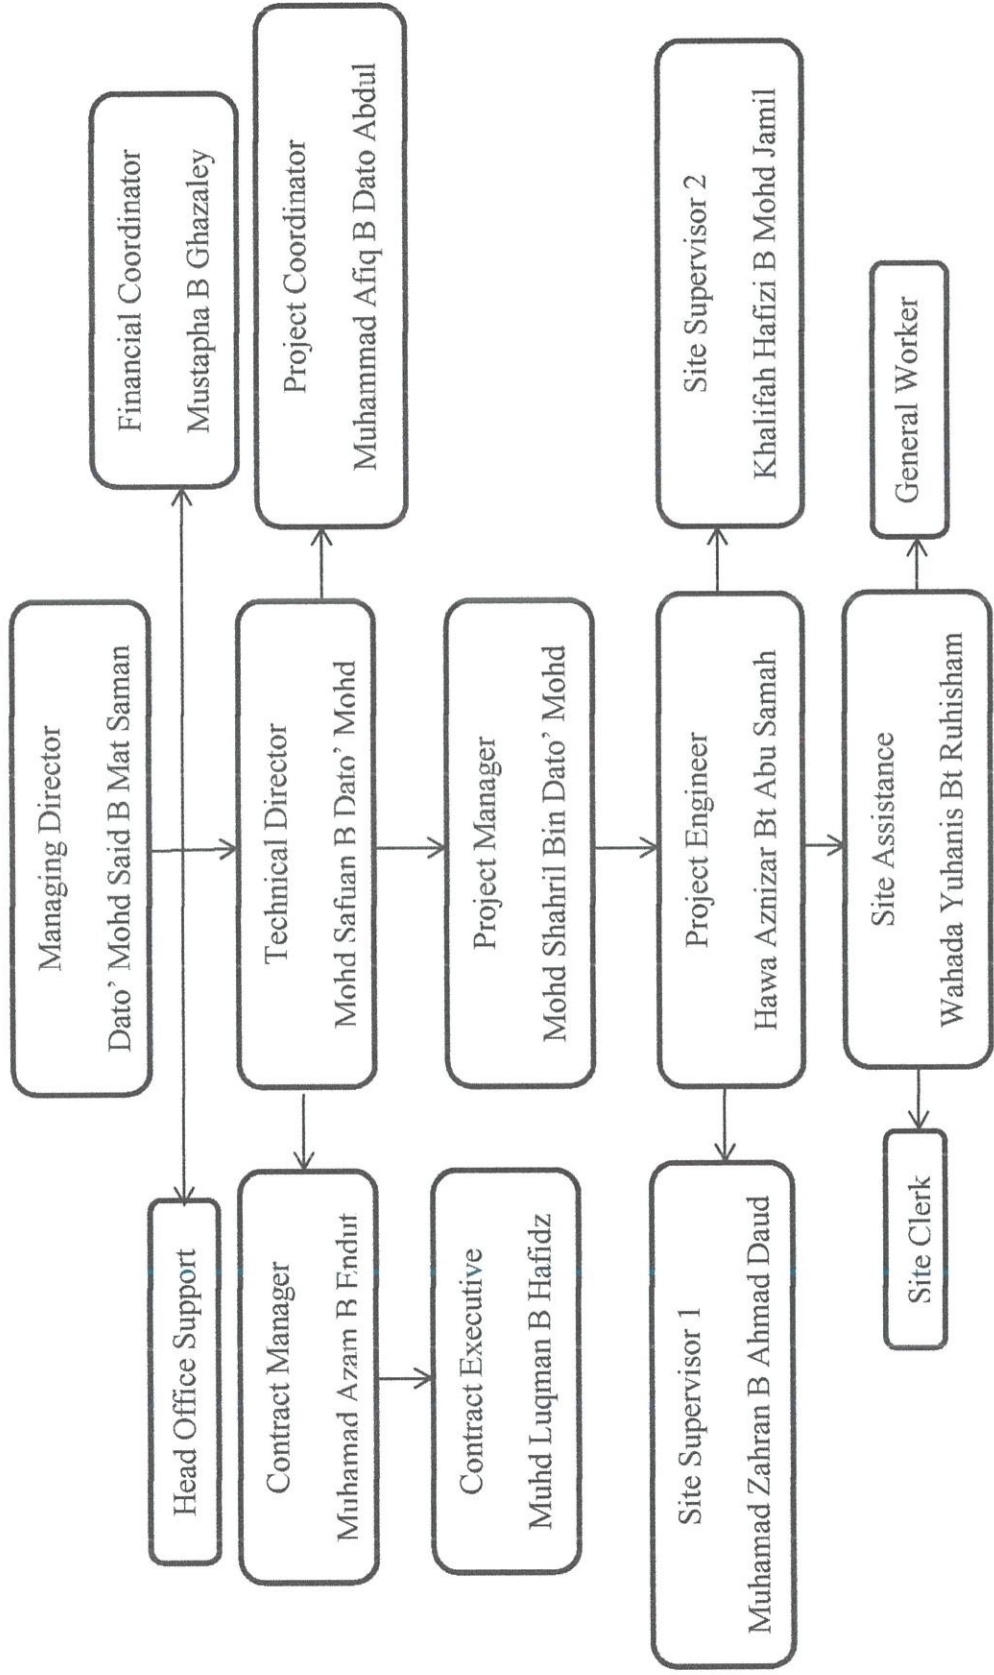 Managing Director
Dato’ Mohd Said B Mat Saman
Head Office Support
Financial Coordinator
Mustapha B Ghazaley
Contract Manager
Muhamad Azam B Endut
Technical Director
Mohd Safuan B Dato’ Mohd
Project Coordinator
Muhammad Afiq B Dato Abdul
Contract Executive
Muhd Luqman B Hafidz
Project Manager
Mohd Shahril Bin Dato’ Mohd
Site Supervisor 1
Muhamad Zahran B Ahmad Daud
Project Engineer
Hawa Aznizar Bt Abu Samah
Site Supervisor 2
Khalifah Hafizi B Mohd Jamil
Site Clerk
Site Assistance
Wahada Yuhanis Bt Ruhisham
General Worker